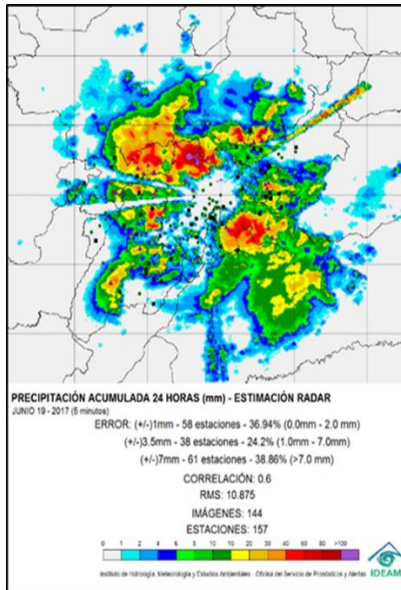 PRECIPITACIÓN ACUMULADA 24 HORAS (mm) - ESTIMACIÓN RADAR
JUNIO 19 - 2017 (5 minutos)
ERROR: (+/-)1mm - 58 estaciones - 36.94% (0.0mm - 2.0 mm)
(+/-)3.5mm - 38 estaciones - 24.2% (1.0mm - 7.0mm)
(+/-)7mm - 61 estaciones - 38.86% (>7.0 mm)
CORRELACIÓN: 0.6
RMS: 10.875
IMÁGENES: 144
ESTACIONES: 157
0 1 2 4 6 8 10 15 20 30 40 60 80 >100
Instituto de Hidrología, Meteorología y Estudios Ambientales - Oficina del Servicio de Pronósticos y Alertas
IDEAM